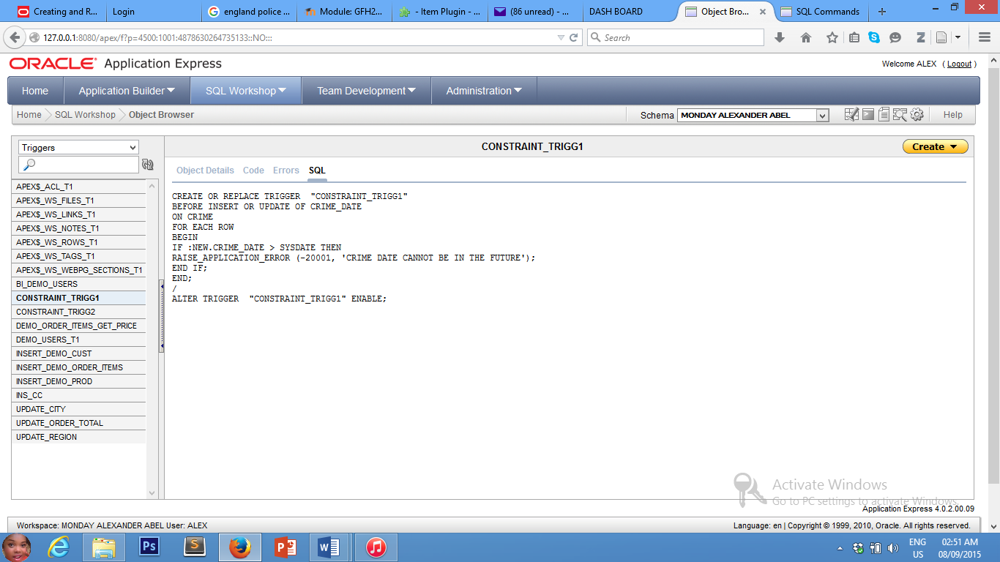 Creating and R...
Login
england police ...
Module: GFH2...
- Item Plugin - ...
(86 unread) - ...
DASH BOARD
Object Bro...
SQL Commands
127.0.0.1:8080/apex/f?p=4500:1001:4878630264735133::NO:::
Search
ORACLE Application Express
Welcome ALEX ( Logout )
Home
Application Builder
SQL Workshop
Team Development
Administration
Home
SQL Workshop
Object Browser
Schema
MONDAY ALEXANDER ABEL
Help
Triggers
APEX$_ACL_T1
APEX$_WS_FILES_T1
APEX$_WS_LINKS_T1
APEX$_WS_NOTES_T1
APEX$_WS_ROWS_T1
APEX$_WS_TAGS_T1
APEX$_WS_WEBPG_SECTIONS_T1
BI_DEMO_USERS
CONSTRAINT_TRIGG1
CONSTRAINT_TRIGG2
DEMO_ORDER_ITEMS_GET_PRICE
DEMO_USERS_T1
INSERT_DEMO_CUST
INSERT_DEMO_ORDER_ITEMS
INSERT_DEMO_PROD
INS_CC
UPDATE_CITY
UPDATE_ORDER_TOTAL
UPDATE_REGION
CONSTRAINT_TRIGG1
Create
Object Details
Code
Errors
SQL
CREATE OR REPLACE TRIGGER  "CONSTRAINT_TRIGG1"
BEFORE INSERT OR UPDATE OF CRIME_DATE
ON CRIME
FOR EACH ROW
BEGIN
IF :NEW.CRIME_DATE > SYSDATE THEN
RAISE_APPLICATION_ERROR (-20001, 'CRIME DATE CANNOT BE IN THE FUTURE');
END IF;
END;
/
ALTER TRIGGER  "CONSTRAINT_TRIGG1" ENABLE;
Activate Windows
Go to PC settings to activate Windows.
Application Express 4.0.2.00.09
Workspace: MONDAY ALEXANDER ABEL User: ALEX
Language: en | Copyright © 1999, 2010, Oracle. All rights reserved.
Ps
S
P
W
ENG
US
02:51 AM
08/09/2015